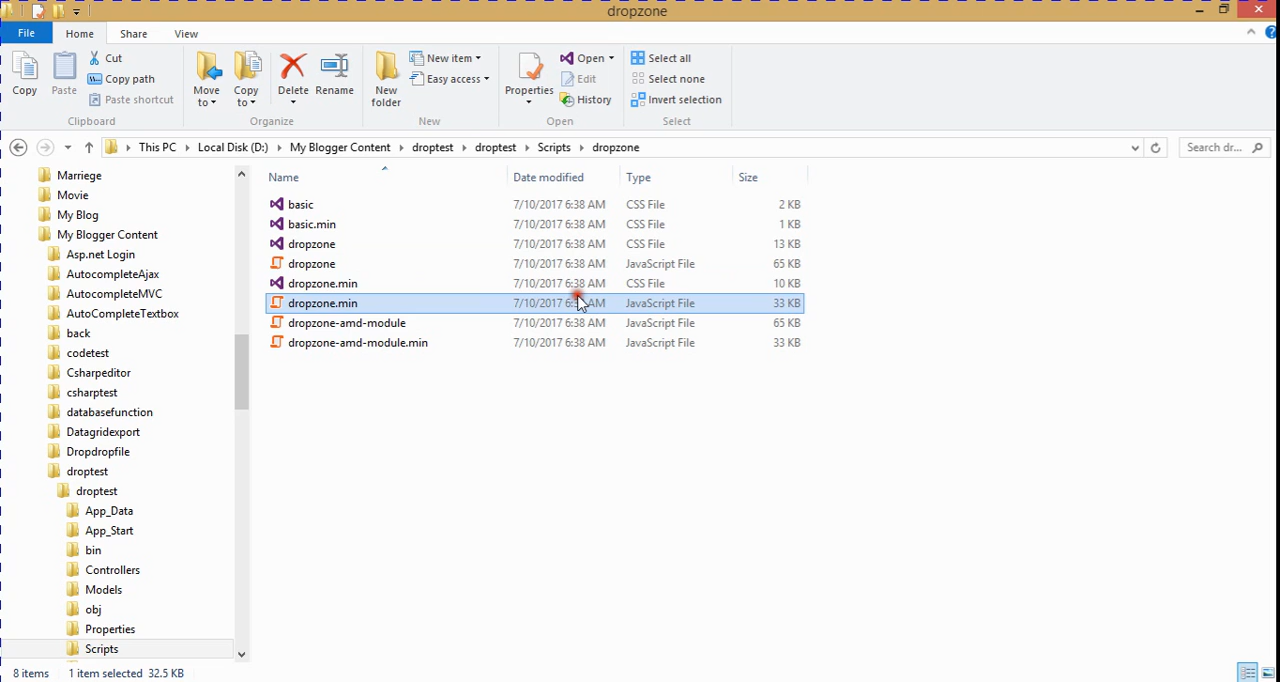 dropzone
File Home Share View
Copy
Paste
Cut
Copy path
Paste shortcut
Clipboard
Move to
Copy to
Delete
Rename
Organize
New folder
New item
Easy access
New
Properties
Open
Edit
History
Open
Select all
Select none
Invert selection
Select
This PC Local Disk (D:) My Blogger Content droptest droptest Scripts dropzone
Search dr...
Marriege
Movie
My Blog
My Blogger Content
Asp.net Login
AutocompleteAjax
AutocompleteMVC
AutoCompleteTextbox
back
codetest
Csharpeditor
csharptest
databasefunction
Datagridexport
Dropdropfile
droptest
droptest
App_Data
App_Start
bin
Controllers
Models
obj
Properties
Scripts
Name Date modified Type Size
basic 7/10/2017 6:38 AM CSS File 2 KB
basic.min 7/10/2017 6:38 AM CSS File 1 KB
dropzone 7/10/2017 6:38 AM CSS File 13 KB
dropzone 7/10/2017 6:38 AM JavaScript File 65 KB
dropzone.min 7/10/2017 6:38 AM CSS File 10 KB
dropzone.min 7/10/2017 AM JavaScript File 33 KB
dropzone-amd-module 7/10/2017 6:38 AM JavaScript File 65 KB
dropzone-amd-module.min 7/10/2017 6:38 AM JavaScript File 33 KB
8 items 1 item selected 32.5 KB